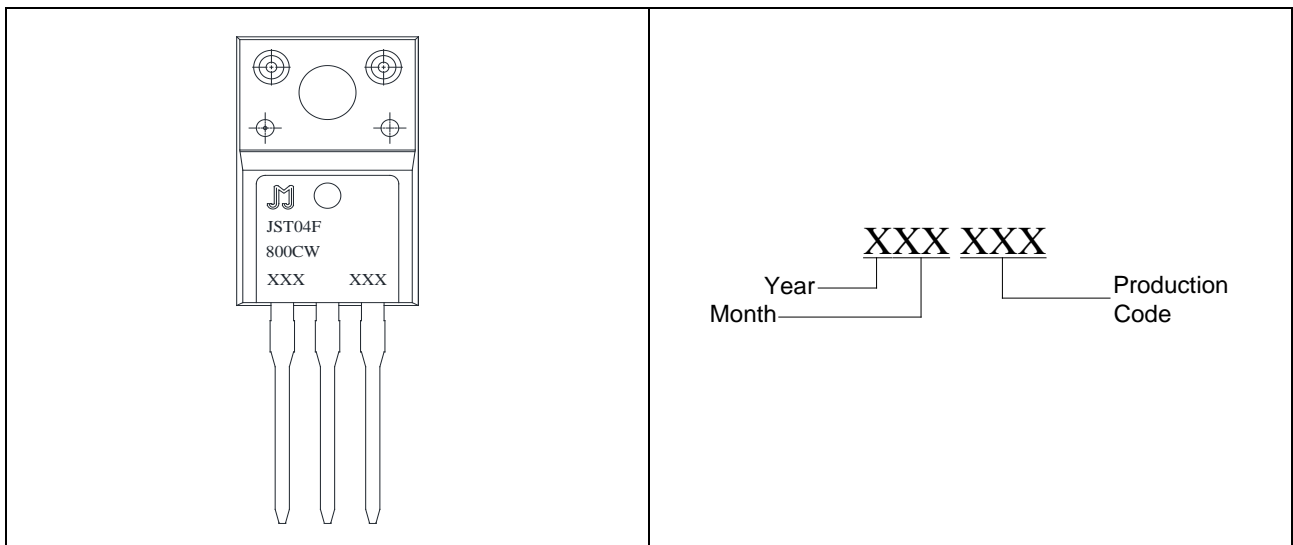 JST04F
800CW
XXX XXX
XXX XXX
Year
Month
Production
Code